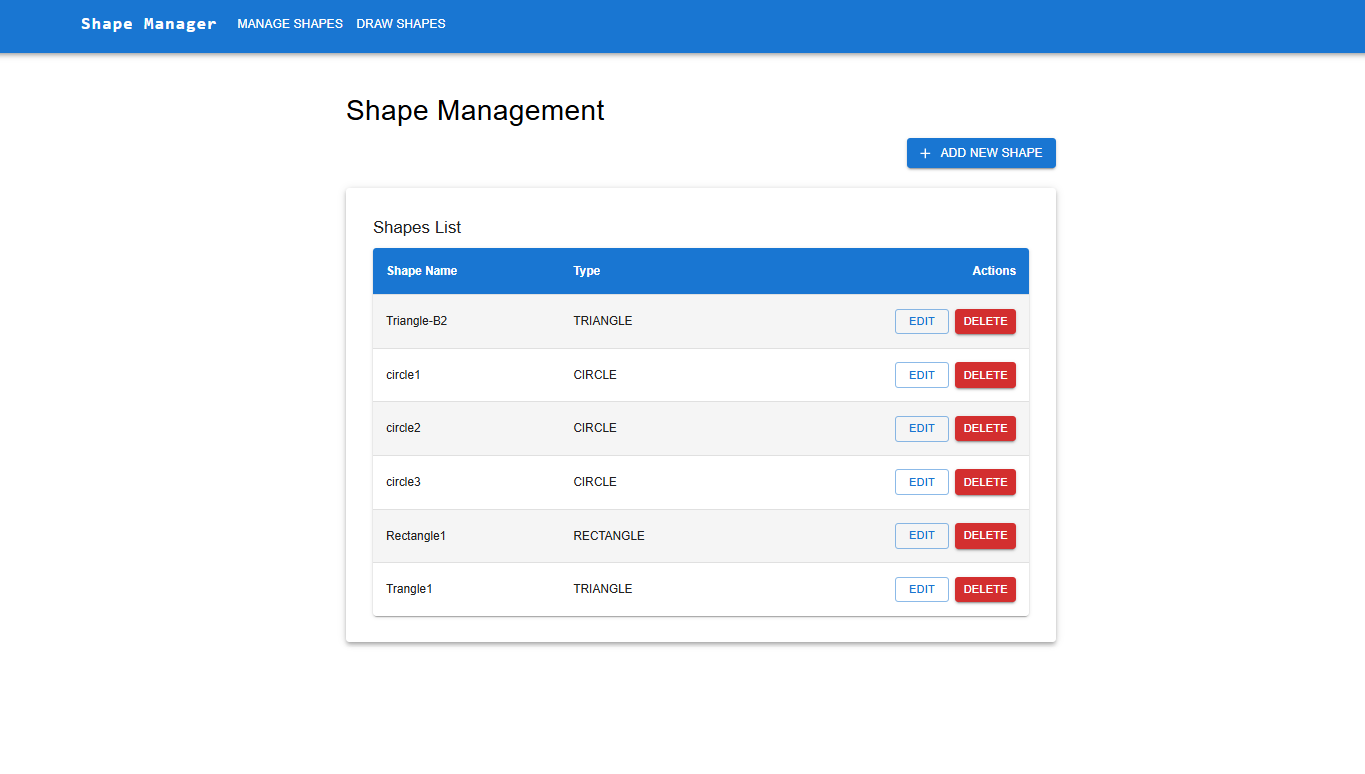 Shape Manager MANAGE SHAPES DRAW SHAPES
Shape Management
+ ADD NEW SHAPE
Shapes List
Shape Name Type Actions
Triangle-B2 TRIANGLE EDIT DELETE
circle1 CIRCLE EDIT DELETE
circle2 CIRCLE EDIT DELETE
circle3 CIRCLE EDIT DELETE
Rectangle1 RECTANGLE EDIT DELETE
Trangle1 TRIANGLE EDIT DELETE